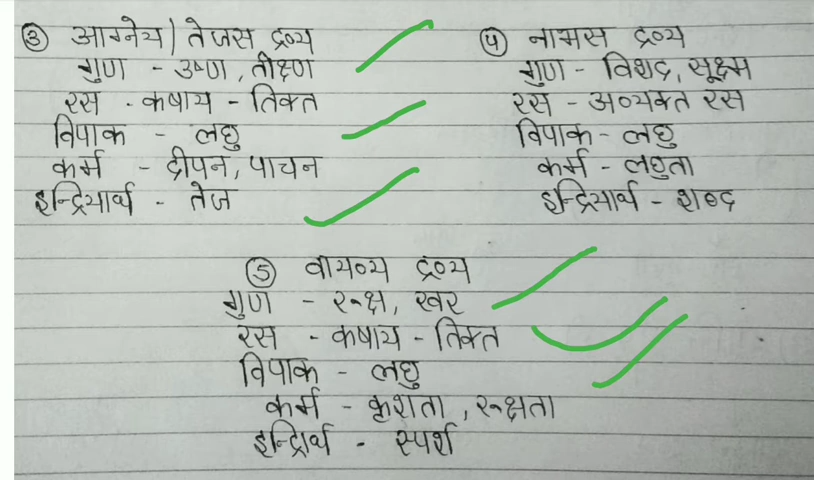 ③ आग्नेय/तेजस द्रव्य
गुण - उष्ण, तीक्ष्ण
रस - कषाय - तिक्त
विपाक - लघु
कर्म - दीपन, पाचन
इन्द्रियार्थ - तेज
④ नाभस द्रव्य
गुण - विशद, सूक्ष्म
रस - अव्यक्त रस
विपाक - लघु
कर्म - लघुता
इन्द्रियार्थ - शब्द
⑤ वायव्य द्रव्य
गुण - रुक्ष, खर
रस - कषाय - तिक्त
विपाक - लघु
कर्म - कृशता, रुक्षता
इन्द्रिार्थ - स्पर्श